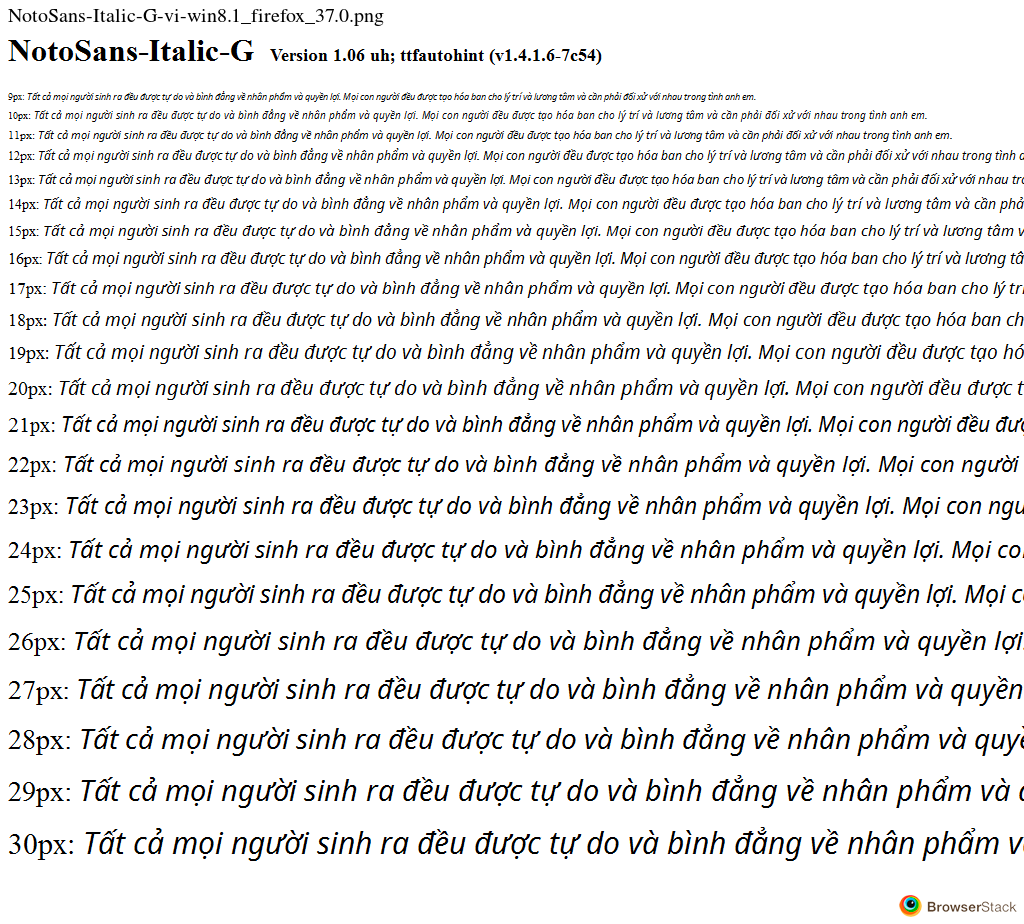 NotoSans-Italic-G-vi-win8.1_firefox_37.0.png
NotoSans-Italic-G Version 1.06 uh; ttfautohint (v1.4.1.6-7c54)
9px: Tất cả mọi người sinh ra đều được tự do và bình đẳng về nhân phẩm và quyền lợi. Mọi con người đều được tạo hóa ban cho lý trí và lương tâm và cần phải đối xử với nhau trong tình anh em.
10px: Tất cả mọi người sinh ra đều được tự do và bình đẳng về nhân phẩm và quyền lợi. Mọi con người đều được tạo hóa ban cho lý trí và lương tâm và cần phải đối xử với nhau trong tình anh em.
11px: Tất cả mọi người sinh ra đều được tự do và bình đẳng về nhân phẩm và quyền lợi. Mọi con người đều được tạo hóa ban cho lý trí và lương tâm và cần phải đối xử với nhau trong tình anh em.
12px: Tất cả mọi người sinh ra đều được tự do và bình đẳng về nhân phẩm và quyền lợi. Mọi con người đều được tạo hóa ban cho lý trí và lương tâm và cần phải đối xử với nhau trong tình
13px: Tất cả mọi người sinh ra đều được tự do và bình đẳng về nhân phẩm và quyền lợi. Mọi con người đều được tạo hóa ban cho lý trí và lương tâm và cần phải đối xử với nhau
14px: Tất cả mọi người sinh ra đều được tự do và bình đẳng về nhân phẩm và quyền lợi. Mọi con người đều được tạo hóa ban cho lý trí và lương tâm và cần
15px: Tất cả mọi người sinh ra đều được tự do và bình đẳng về nhân phẩm và quyền lợi. Mọi con người đều được tạo hóa ban cho lý trí và lương tâm
16px: Tất cả mọi người sinh ra đều được tự do và bình đẳng về nhân phẩm và quyền lợi. Mọi con người đều được tạo hóa ban cho lý trí và lương
17px: Tất cả mọi người sinh ra đều được tự do và bình đẳng về nhân phẩm và quyền lợi. Mọi con người đều được tạo hóa ban cho lý
18px: Tất cả mọi người sinh ra đều được tự do và bình đẳng về nhân phẩm và quyền lợi. Mọi con người đều được tạo hóa ban
19px: Tất cả mọi người sinh ra đều được tự do và bình đẳng về nhân phẩm và quyền lợi. Mọi con người đều được tạo hó
20px: Tất cả mọi người sinh ra đều được tự do và bình đẳng về nhân phẩm và quyền lợi. Mọi con người đều được
21px: Tất cả mọi người sinh ra đều được tự do và bình đẳng về nhân phẩm và quyền lợi. Mọi con người đều
22px: Tất cả mọi người sinh ra đều được tự do và bình đẳng về nhân phẩm và quyền lợi. Mọi con người
23px: Tất cả mọi người sinh ra đều được tự do và bình đẳng về nhân phẩm và quyền lợi. Mọi con
24px: Tất cả mọi người sinh ra đều được tự do và bình đẳng về nhân phẩm và quyền lợi. Mọi
25px: Tất cả mọi người sinh ra đều được tự do và bình đẳng về nhân phẩm và quyền lợi. Mọi
26px: Tất cả mọi người sinh ra đều được tự do và bình đẳng về nhân phẩm và quyền lợi.
27px: Tất cả mọi người sinh ra đều được tự do và bình đẳng về nhân phẩm và quyền
28px: Tất cả mọi người sinh ra đều được tự do và bình đẳng về nhân phẩm và quyề
29px: Tất cả mọi người sinh ra đều được tự do và bình đẳng về nhân phẩm và
30px: Tất cả mọi người sinh ra đều được tự do và bình đẳng về nhân phẩm
BrowserStack